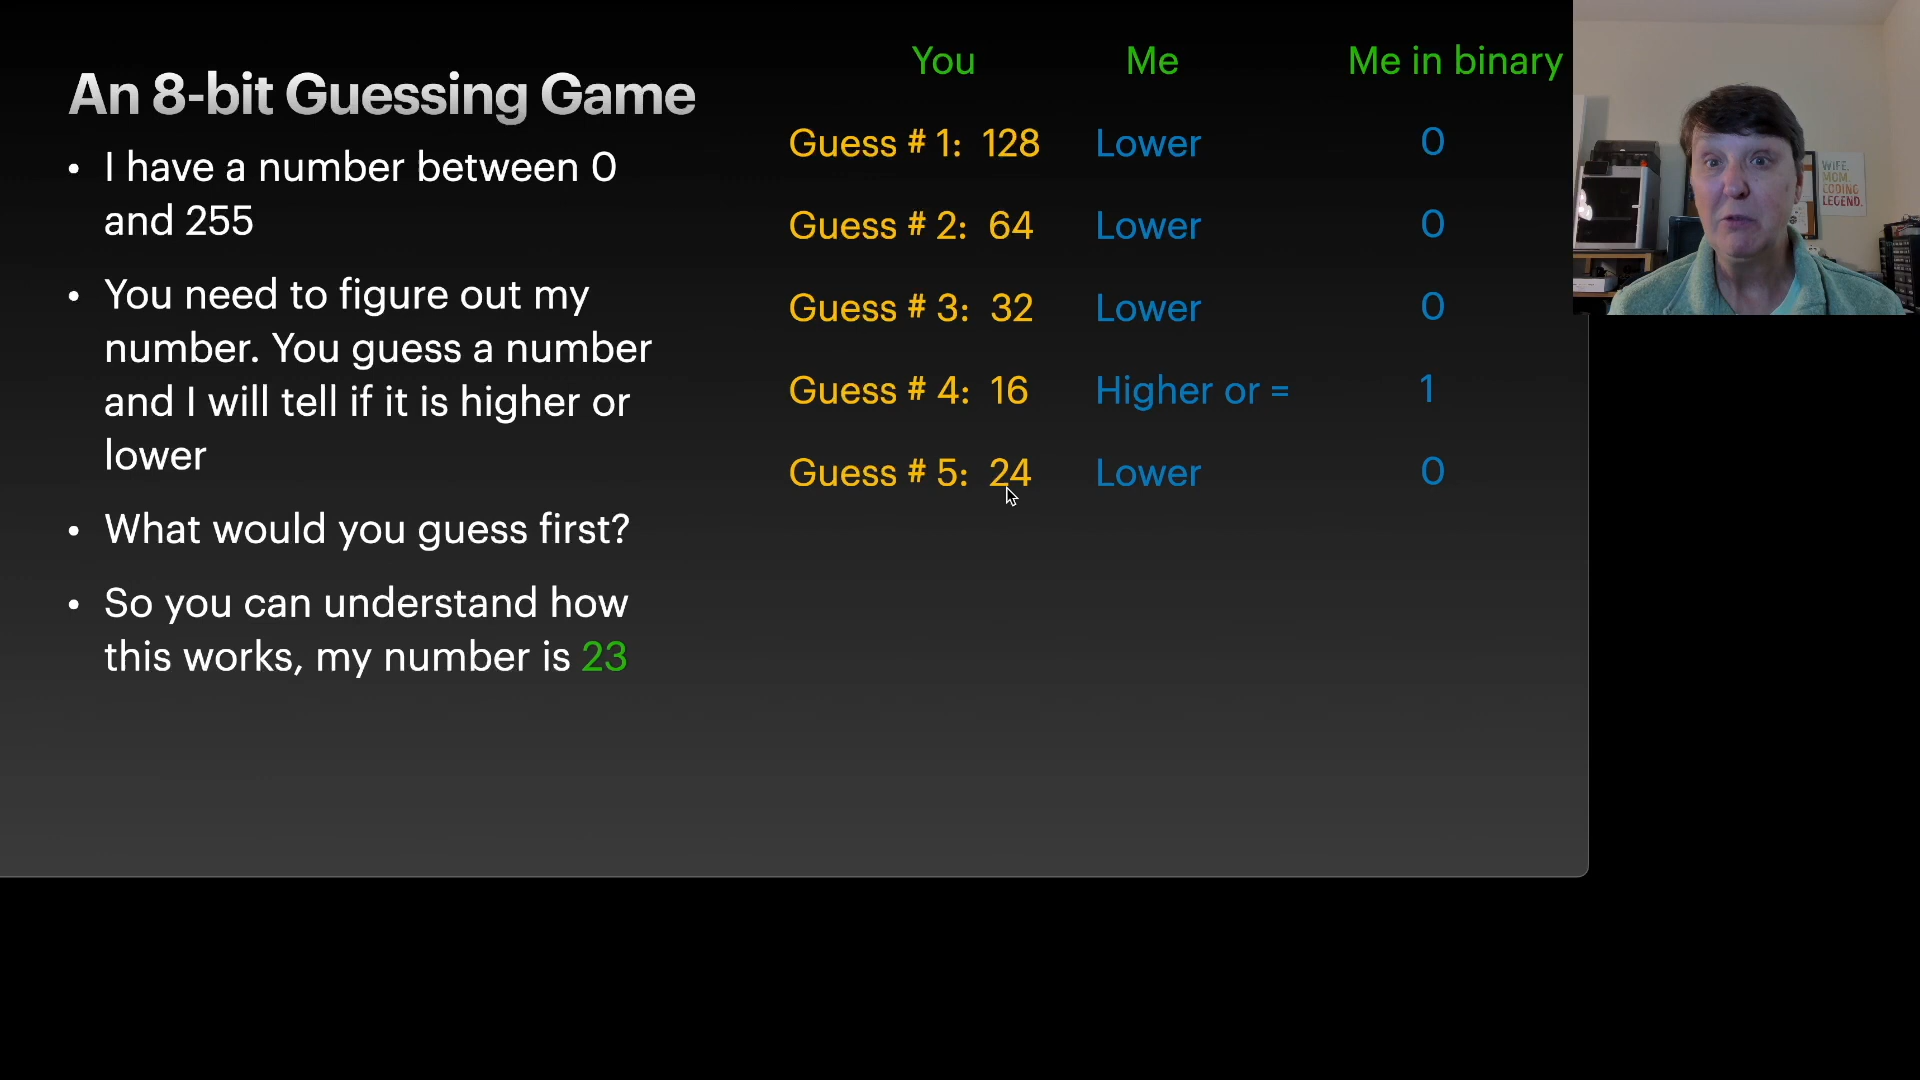 An 8-bit Guessing Game
• I have a number between 0
and 255
• You need to figure out my
number. You guess a number
and I will tell if it is higher or
lower
• What would you guess first?
• So you can understand how
this works, my number is 23
You Me Me in binary
Guess # 1: 128 Lower 0
Guess # 2: 64 Lower 0
Guess # 3: 32 Lower 0
Guess # 4: 16 Higher or = 1
Guess # 5: 24 Lower 0
WIFE.
MOM.
CODING
LEGEND.